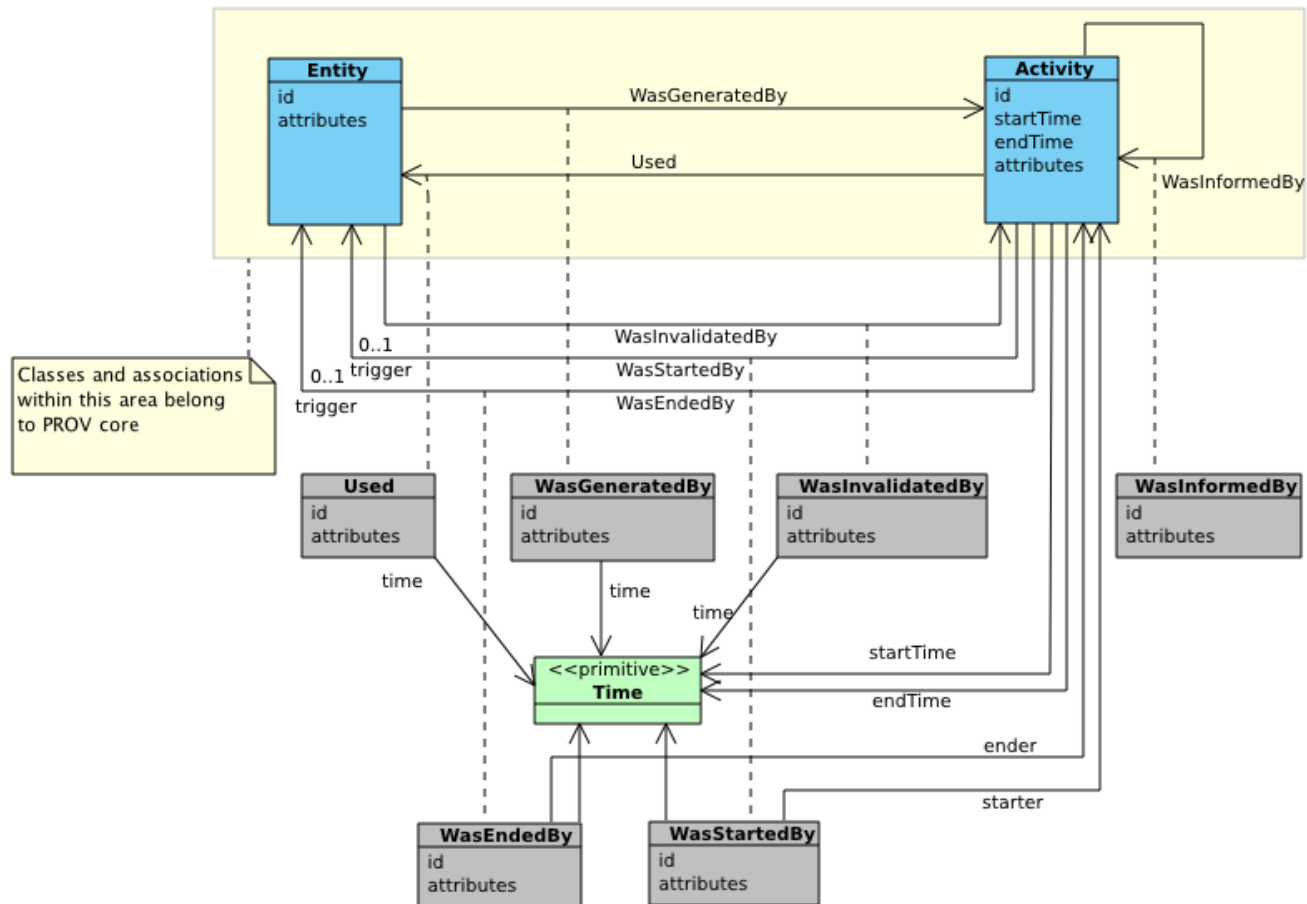 Entity
id
attributes
Activity
id
startTime
endTime
attributes
WasGeneratedBy
Used
WasInformedBy
WasInvalidatedBy
0..1
trigger
WasStartedBy
0..1
trigger
WasEndedBy
Classes and associations
within this area belong
to PROV core
Used
id
attributes
WasGeneratedBy
id
attributes
WasInvalidatedBy
id
attributes
WasInformedBy
id
attributes
time
time
time
<<primitive>>
Time
startTime
endTime
ender
starter
WasEndedBy
id
attributes
WasStartedBy
id
attributes